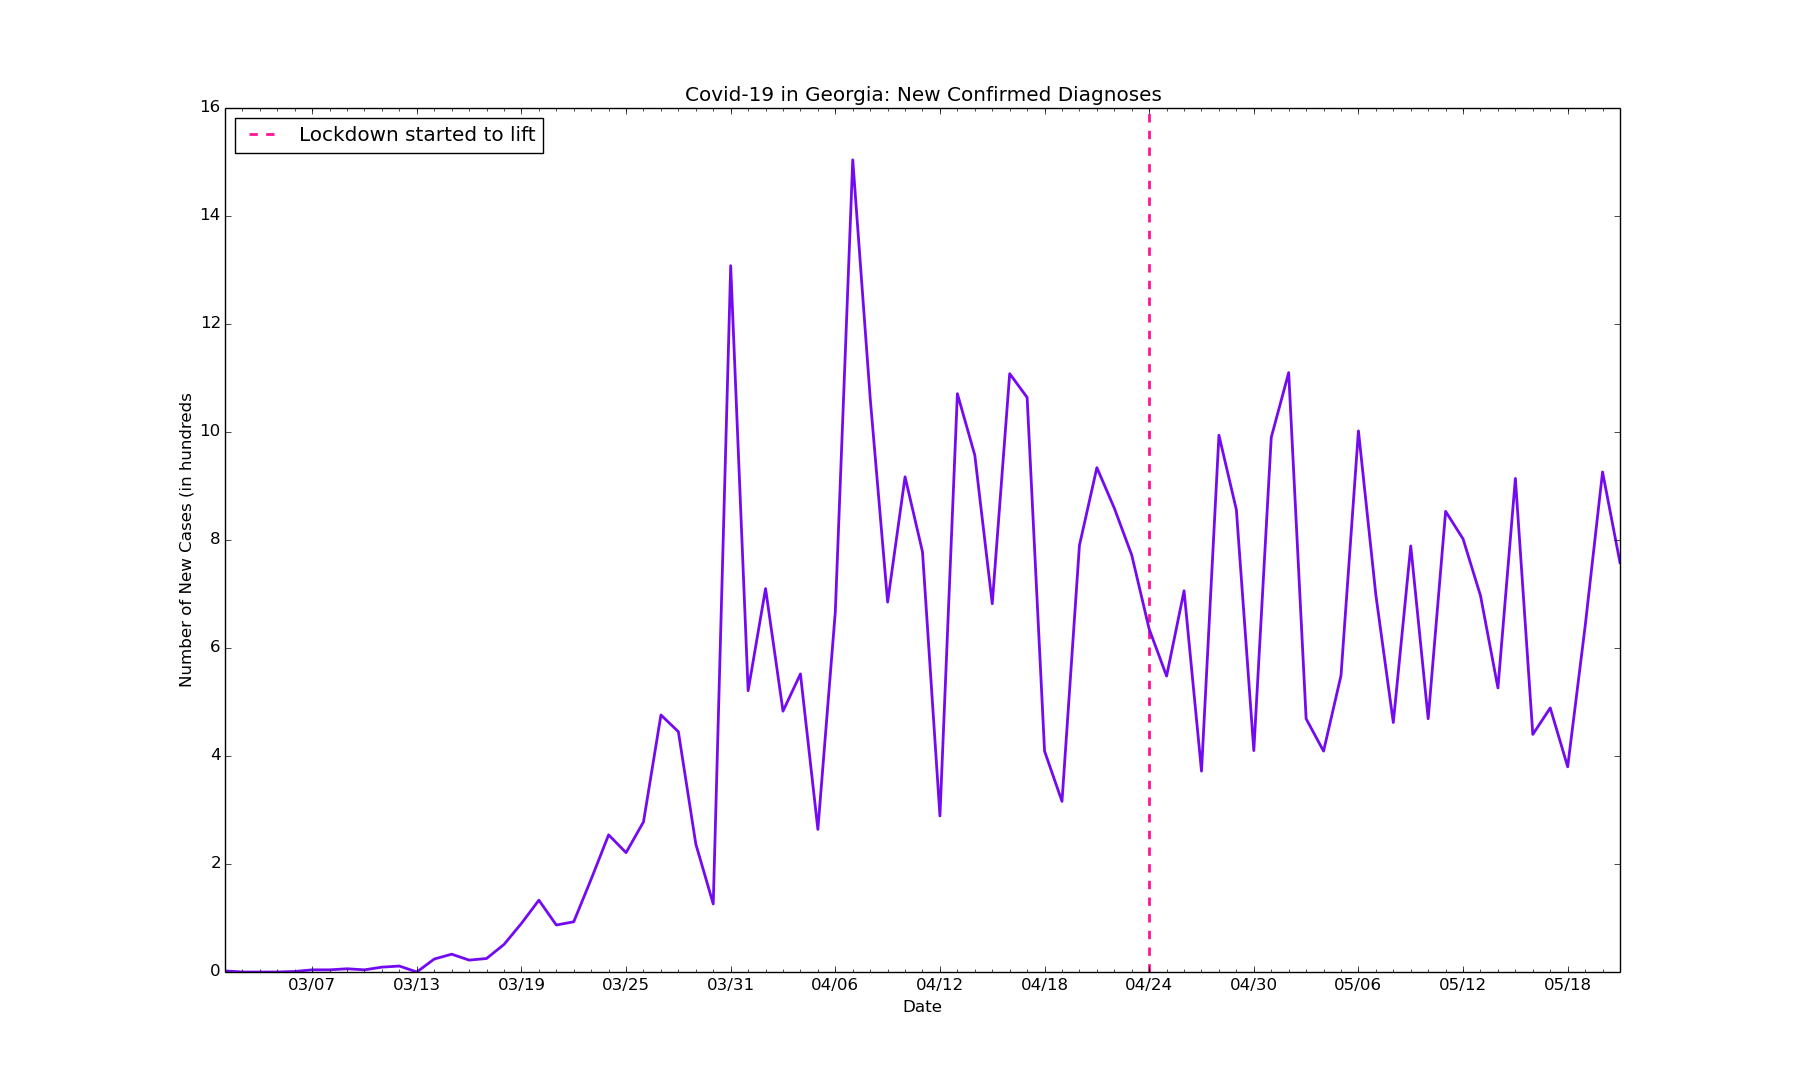 Covid-19 in Georgia: New Confirmed Diagnoses
Lockdown started to lift
Number of New Cases (in hundreds
16
14
12
10
8
6
4
2
0
03/07 03/13 03/19 03/25 03/31 04/06 04/12 04/18 04/24 04/30 05/06 05/12 05/18
Date